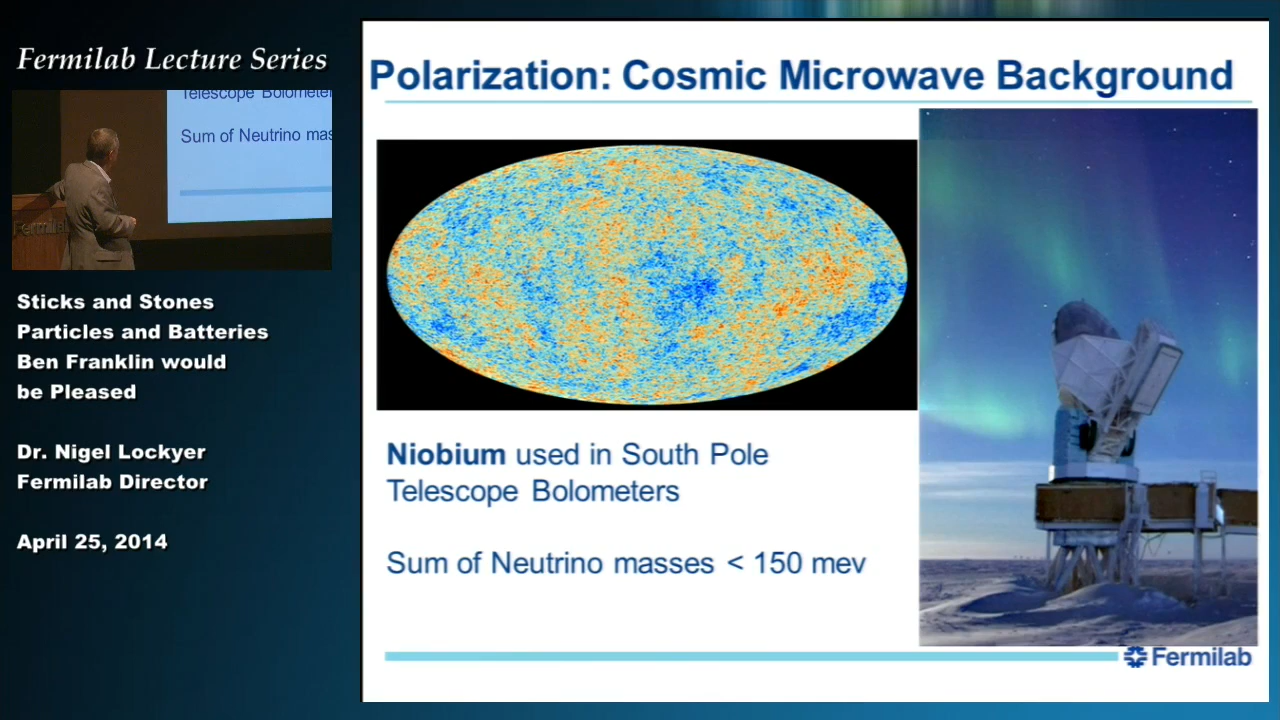 Fermilab Lecture Series
Telescope Bolometer
Sum of Neutrino mas
Fermilab
Sticks and Stones
Particles and Batteries
Ben Franklin would
be Pleased
Dr. Nigel Lockyer
Fermilab Director
April 25, 2014
Polarization: Cosmic Microwave Background
Niobium used in South Pole
Telescope Bolometers
Sum of Neutrino masses < 150 mev
Fermilab